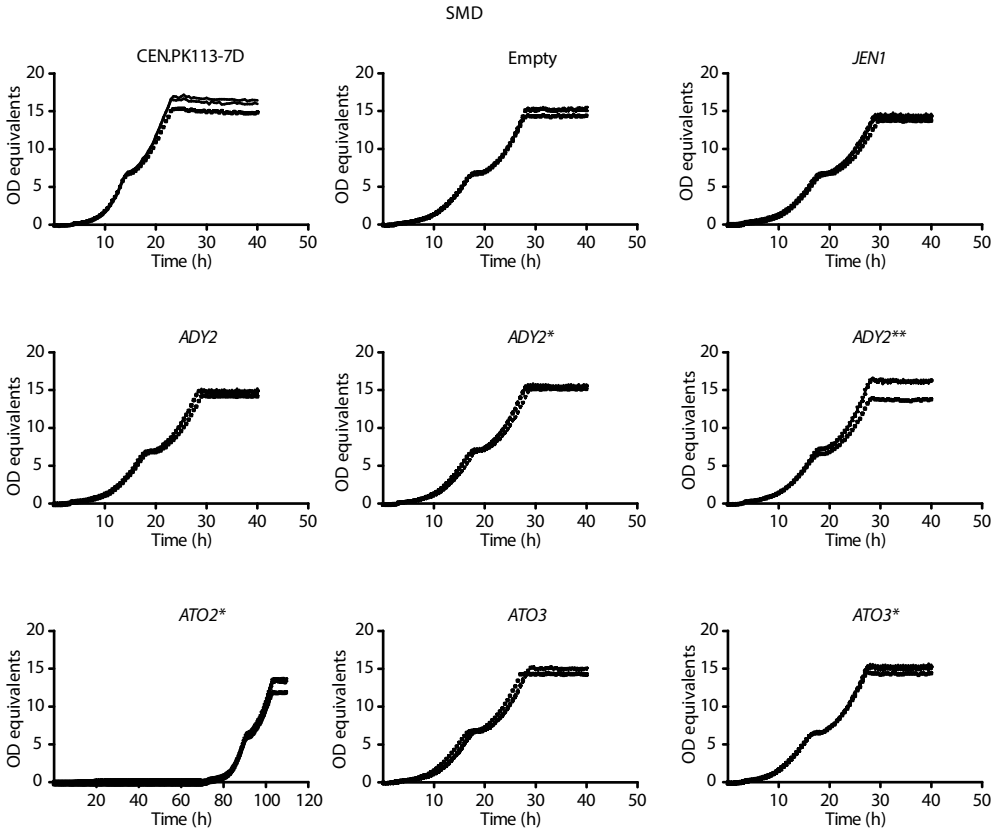 SMD
CEN.PK113-7D Empty JEN1
20 20 20
15 15 15
10 10 10
5 5 5
0 0 0
OD equivalents OD equivalents OD equivalents
10 20 30 40 50 10 20 30 40 50 10 20 30 40 50
Time (h) Time (h) Time (h)
ADY2 ADY2* ADY2**
20 20 20
15 15 15
10 10 10
5 5 5
0 0 0
OD equivalents OD equivalents OD equivalents
10 20 30 40 50 10 20 30 40 50 10 20 30 40 50
Time (h) Time (h) Time (h)
ATO2* ATO3 ATO3*
20 20 20
15 15 15
10 10 10
5 5 5
0 0 0
OD equivalents OD equivalents OD equivalents
20 40 60 80 100 120 10 20 30 40 50 10 20 30 40 50
Time (h) Time (h) Time (h)